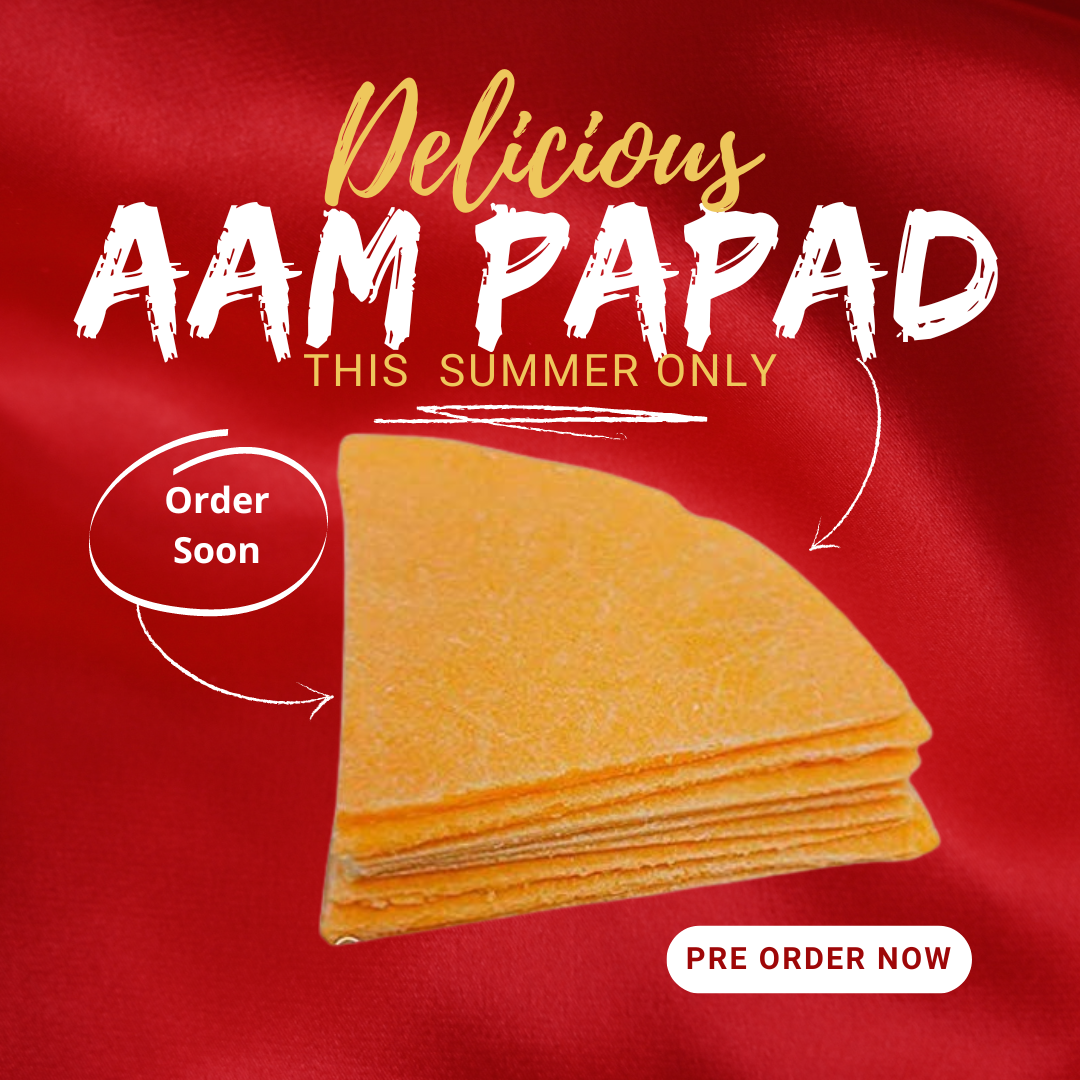 Delicious
AAM PAPAD
THIS SUMMER ONLY
Order
Soon
PRE ORDER NOW